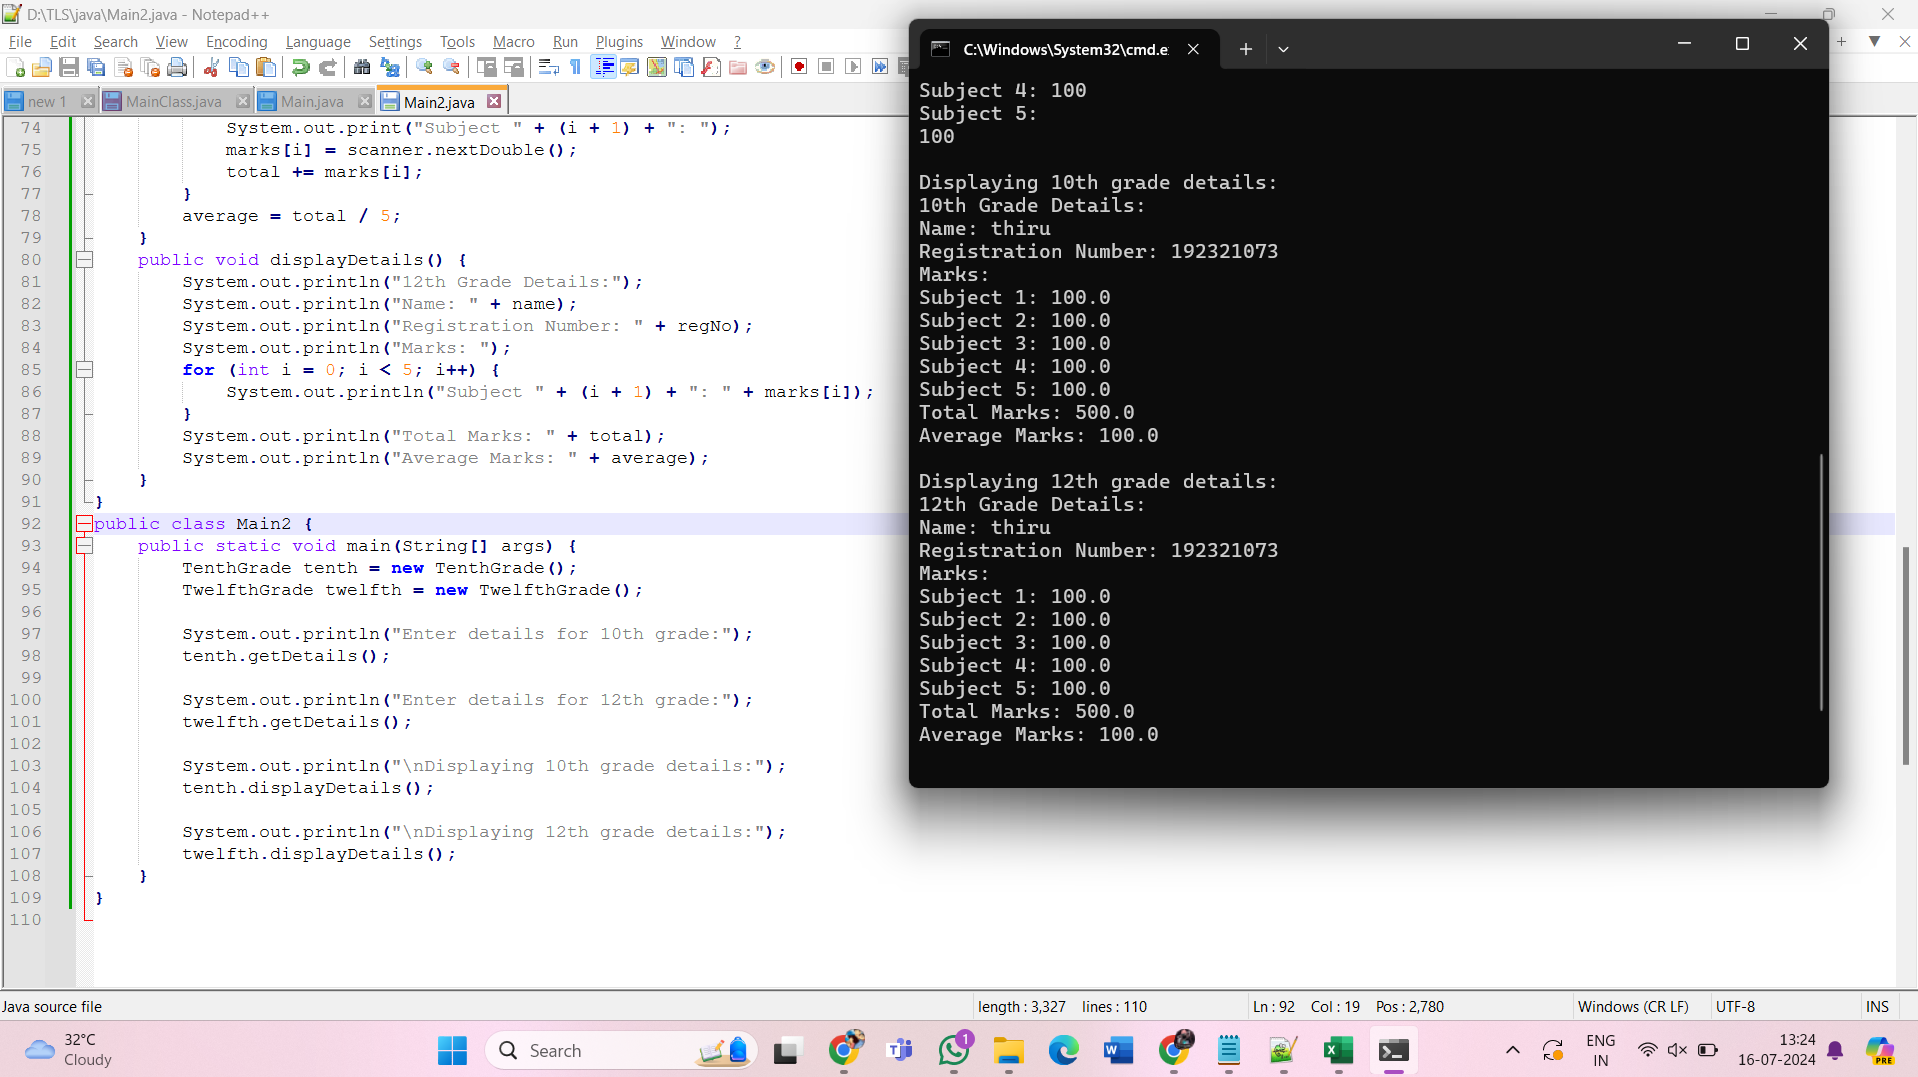 D:\TLS\java\Main2.java - Notepad++
File Edit Search View Encoding Language Settings Tools Macro Run Plugins Window ?
new 1 MainClass.java Main.java Main2.java
74 System.out.print("Subject " + (i + 1) + ": ");
75 marks[i] = scanner.nextDouble();
76 total += marks[i];
77 }
78 average = total / 5;
79 }
80 public void displayDetails() {
81 System.out.println("12th Grade Details:");
82 System.out.println("Name: " + name);
83 System.out.println("Registration Number: " + regNo);
84 System.out.println("Marks: ");
85 for (int i = 0; i < 5; i++) {
86 System.out.println("Subject " + (i + 1) + ": " + marks[i]);
87 }
88 System.out.println("Total Marks: " + total);
89 System.out.println("Average Marks: " + average);
90 }
91 }
92 public class Main2 {
93 public static void main(String[] args) {
94 TenthGrade tenth = new TenthGrade();
95 TwelfthGrade twelfth = new TwelfthGrade();
96
97 System.out.println("Enter details for 10th grade:");
98 tenth.getDetails();
99
100 System.out.println("Enter details for 12th grade:");
101 twelfth.getDetails();
102
103 System.out.println("\nDisplaying 10th grade details:");
104 tenth.displayDetails();
105
106 System.out.println("\nDisplaying 12th grade details:");
107 twelfth.displayDetails();
108 }
109 }
110
C:\Windows\System32\cmd.e
Subject 4: 100
Subject 5:
100
Displaying 10th grade details:
10th Grade Details:
Name: thiru
Registration Number: 192321073
Marks:
Subject 1: 100.0
Subject 2: 100.0
Subject 3: 100.0
Subject 4: 100.0
Subject 5: 100.0
Total Marks: 500.0
Average Marks: 100.0
Displaying 12th grade details:
12th Grade Details:
Name: thiru
Registration Number: 192321073
Marks:
Subject 1: 100.0
Subject 2: 100.0
Subject 3: 100.0
Subject 4: 100.0
Subject 5: 100.0
Total Marks: 500.0
Average Marks: 100.0
Java source file length : 3,327 lines : 110 Ln : 92 Col : 19 Pos : 2,780 Windows (CR LF) UTF-8 INS
32°C
Cloudy
Search
1
ENG
IN
13:24
16-07-2024
PRE